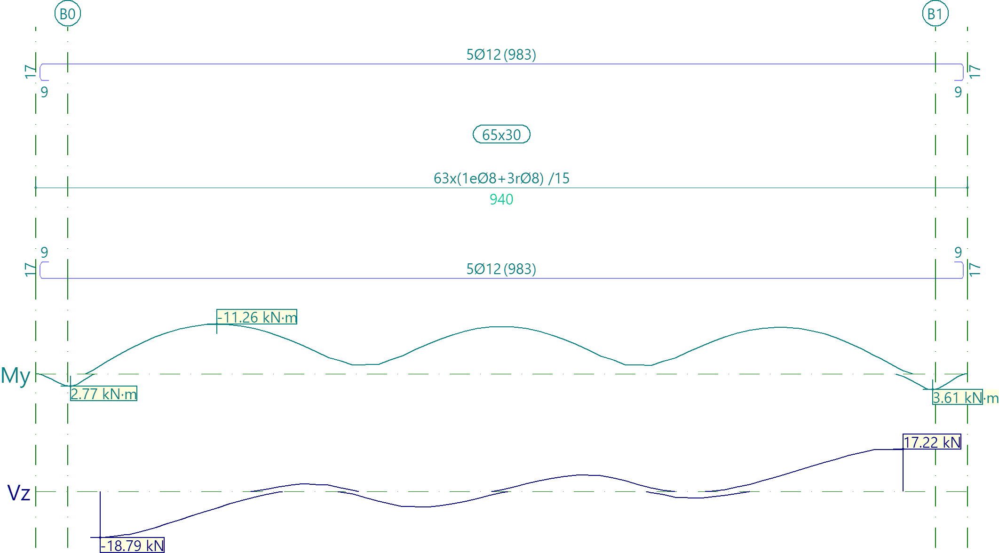 B0
B1
5Ø12 (983)
17
17
9
9
65x30
63x(1eØ8+3rØ8) /15
940
9
9
17
17
5Ø12 (983)
-11.26 kN·m
My
2.77 kN·m
3.61 kN·m
17.22 kN
Vz
-18.79 kN